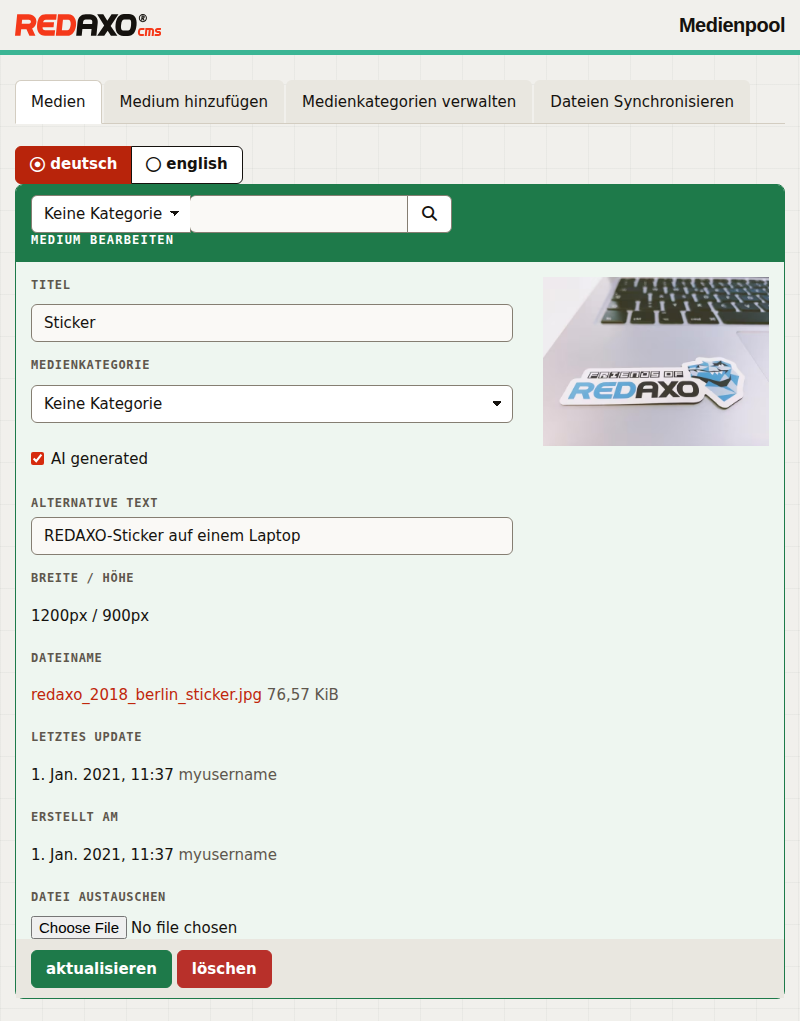 REDAXO® cms
Medienpool
Medien
Medium hinzufügen
Medienkategorien verwalten
Dateien Synchronisieren
deutsch
english
Keine Kategorie
MEDIUM BEARBEITEN
TITEL
Sticker
MEDIENKATEGORIE
Keine Kategorie
AI generated
ALTERNATIVE TEXT
REDAXO-Sticker auf einem Laptop
BREITE / HÖHE
1200px / 900px
DATEINAME
redaxo_2018_berlin_sticker.jpg 76,57 KiB
LETZTES UPDATE
1. Jan. 2021, 11:37 myusername
ERSTELLT AM
1. Jan. 2021, 11:37 myusername
DATEI AUSTAUSCHEN
Choose File No file chosen
aktualisieren
löschen
FRIENDS OF
REDAXO